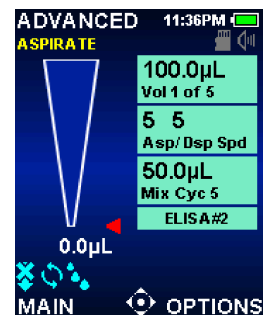 ADVANCED 11:36PM
ASPIRATE
100.0µL
Vol 1 of 5
5 5
Asp/Dsp Spd
50.0µL
Mix Cyc 5
ELISA#2
0.0µL
MAIN OPTIONS